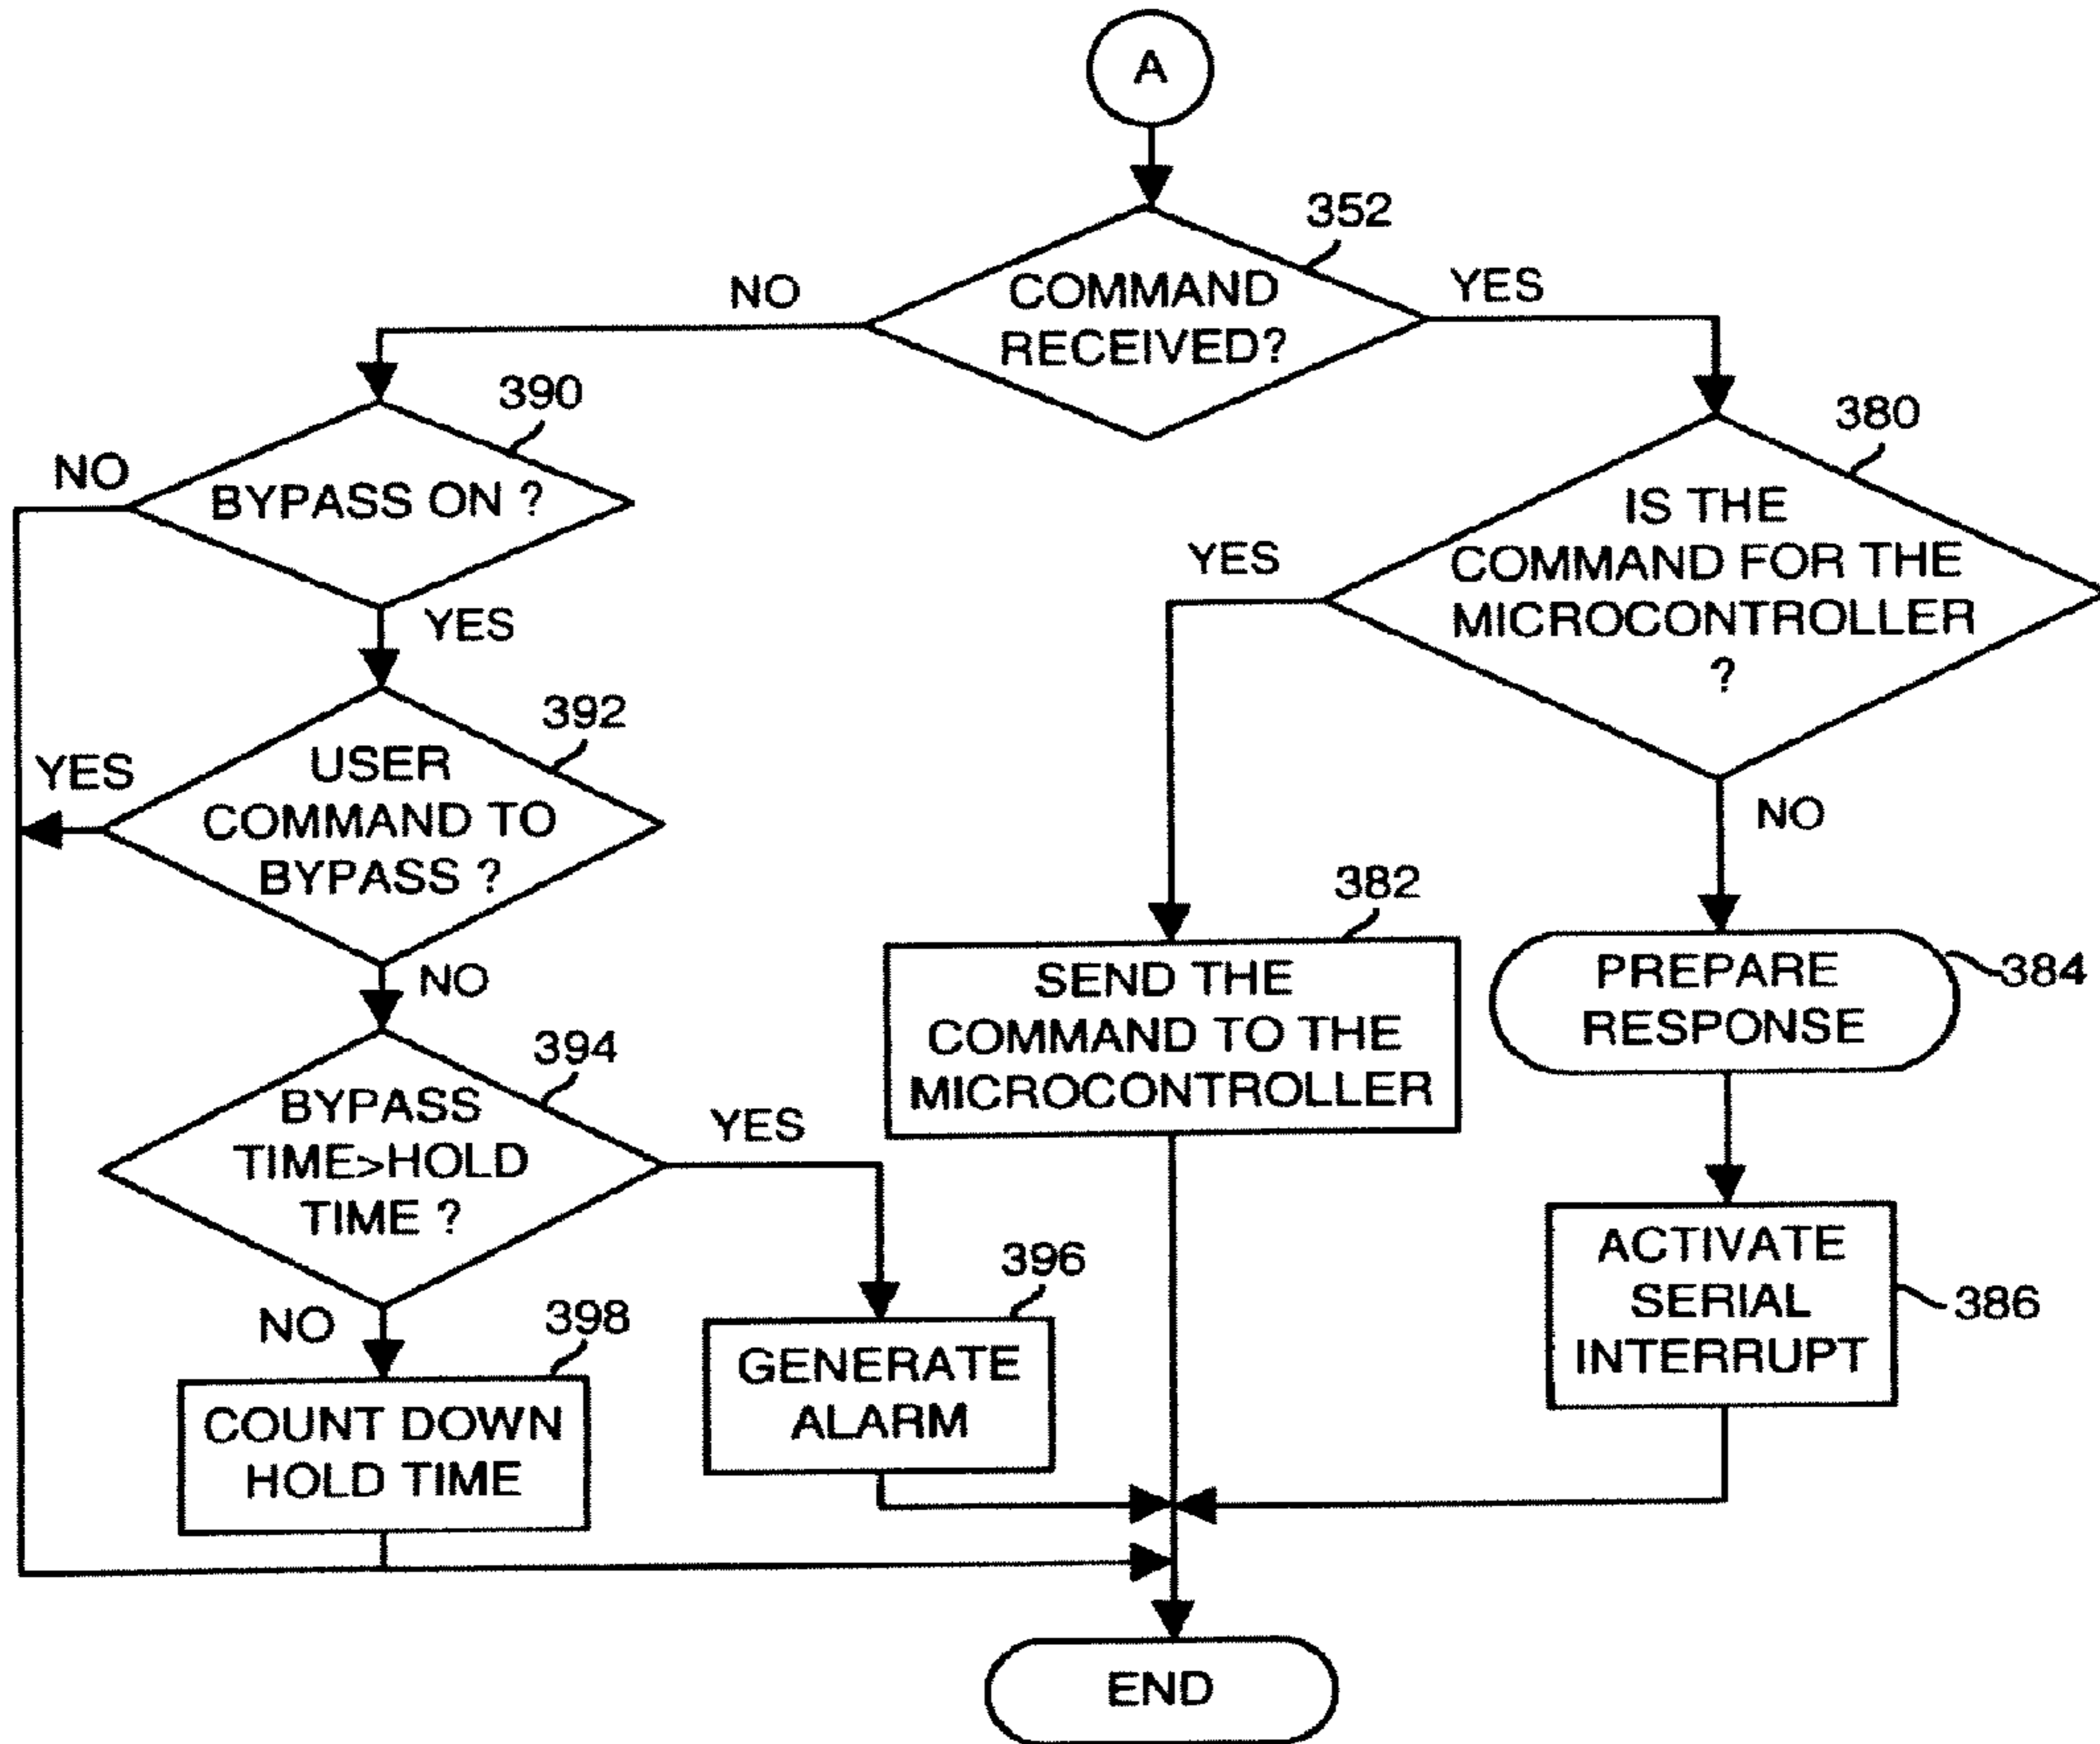 A
352
COMMAND
RECEIVED?
NO
YES
390
BYPASS ON ?
NO
YES
380
IS THE
COMMAND FOR THE
MICROCONTROLLER
?
YES
NO
392
USER
COMMAND TO
BYPASS ?
YES
NO
382
SEND THE
COMMAND TO THE
MICROCONTROLLER
PREPARE
RESPONSE
384
394
BYPASS
TIME>HOLD
TIME ?
YES
NO
396
GENERATE
ALARM
ACTIVATE
SERIAL
INTERRUPT
386
398
COUNT DOWN
HOLD TIME
END